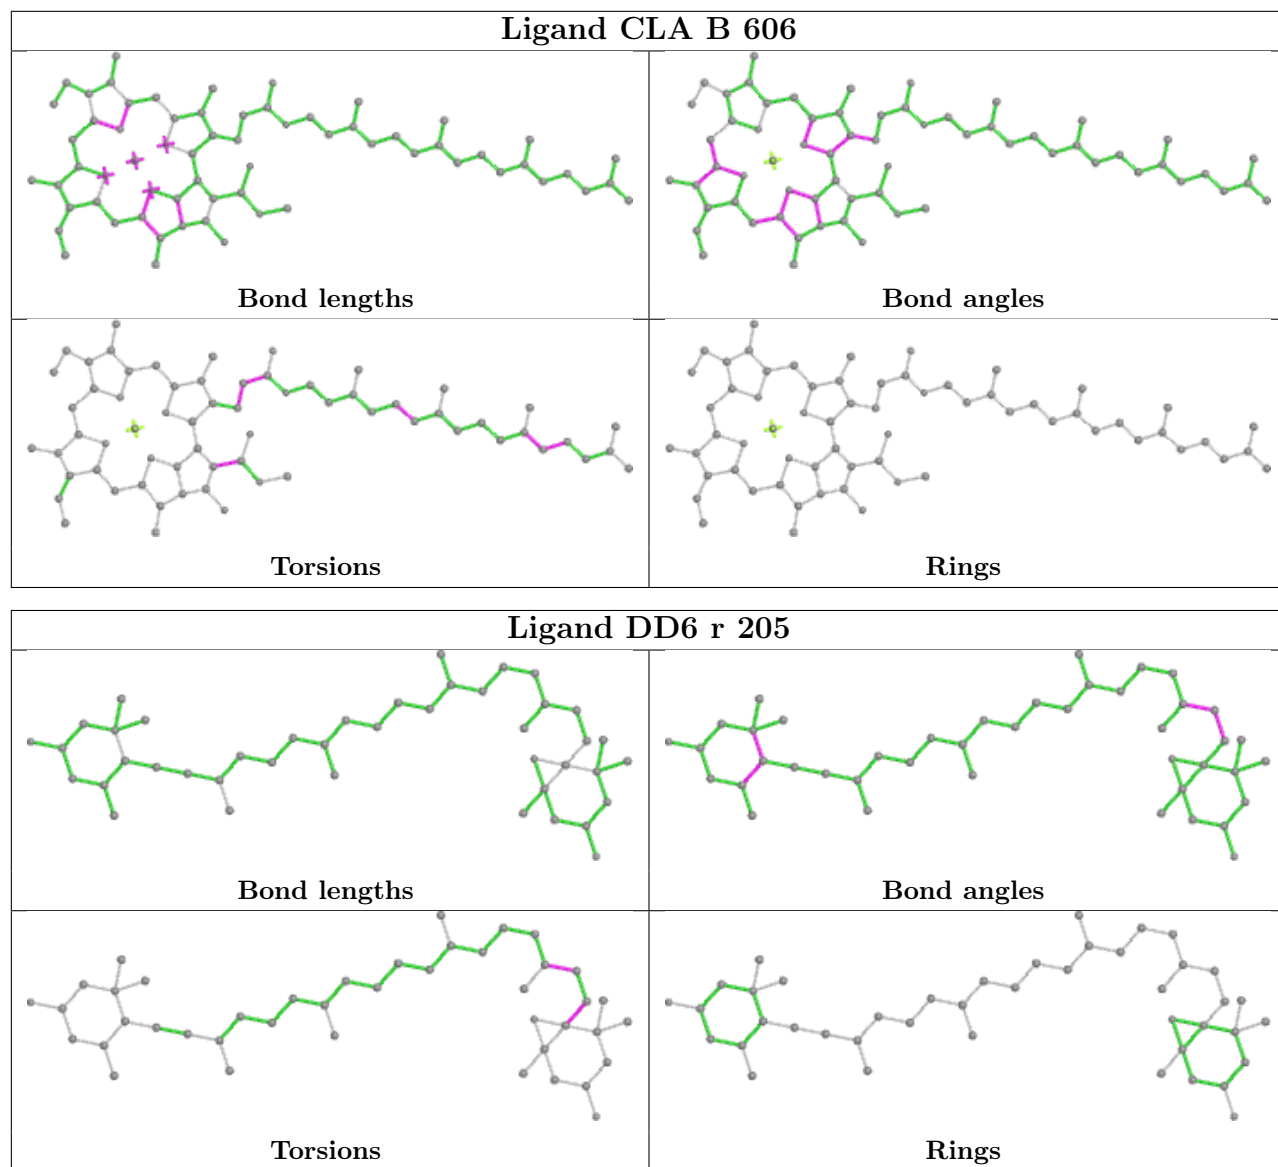 Ligand CLA B 606
Bond lengths
Bond angles
Torsions
Rings
Ligand DD6 r 205
Bond lengths
Bond angles
Torsions
Rings